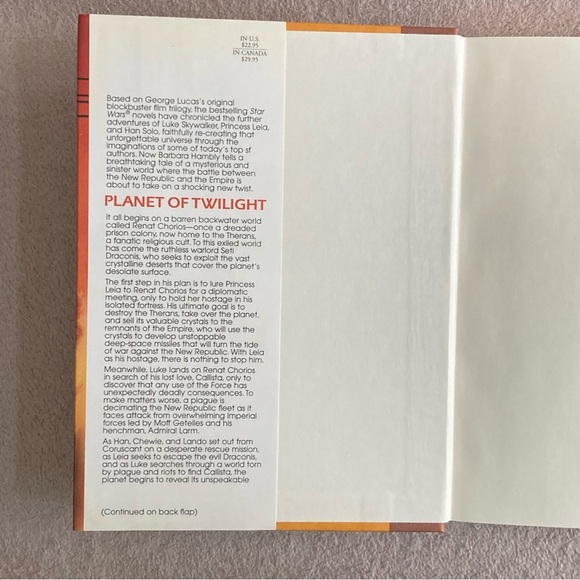 IN U.S.
$22.95
IN CANADA
$29.95
Based on George Lucas's original
blockbuster film trilogy, the bestselling Star
Wars® novels have chronicled the further
adventures of Luke Skywalker, Princess Leia,
and Han Solo, faithfully re-creating that
unforgettable universe through the
imaginations of some of today's top sf
authors. Now Barbara Hambly tells a
breathtaking tale of a mysterious and
sinister world where the battle between
the New Republic and the Empire is
about to take on a shocking new twist.
PLANET OF TWILIGHT
It all begins on a barren backwater world
called Renat Chorios—once a dreaded
prison colony, now home to the Therans,
a fanatic religious cult. To this exiled world
has come the ruthless warlord Seti
Draconis, who seeks to exploit the vast
crystalline deserts that cover the planet's
desolate surface.
The first step in his plan is to lure Princess
Leia to Renat Chorios for a diplomatic
meeting, only to hold her hostage in his
isolated fortress. His ultimate goal is to
destroy the Therans, take over the planet,
and sell its valuable crystals to the
remnants of the Empire, who will use the
crystals to develop unstoppable
deep-space missiles that will turn the tide
of war against the New Republic. With Leia
as his hostage, there is nothing to stop him.
Meanwhile, Luke lands on Renat Chorios
in search of his lost love, Callista, only to
discover that any use of the Force has
unexpectedly deadly consequences. To
make matters worse, a plague is
decimating the New Republic fleet as it
faces attack from overwhelming Imperial
forces led by Moff Getelles and his
henchman, Admiral Larm.
As Han, Chewie, and Lando set out from
Coruscant on a desperate rescue mission,
as Leia seeks to escape the evil Draconis,
and as Luke searches through a world torn
by plague and riots to find Callista, the
planet begins to reveal its unspeakable
(Continued on back flap)